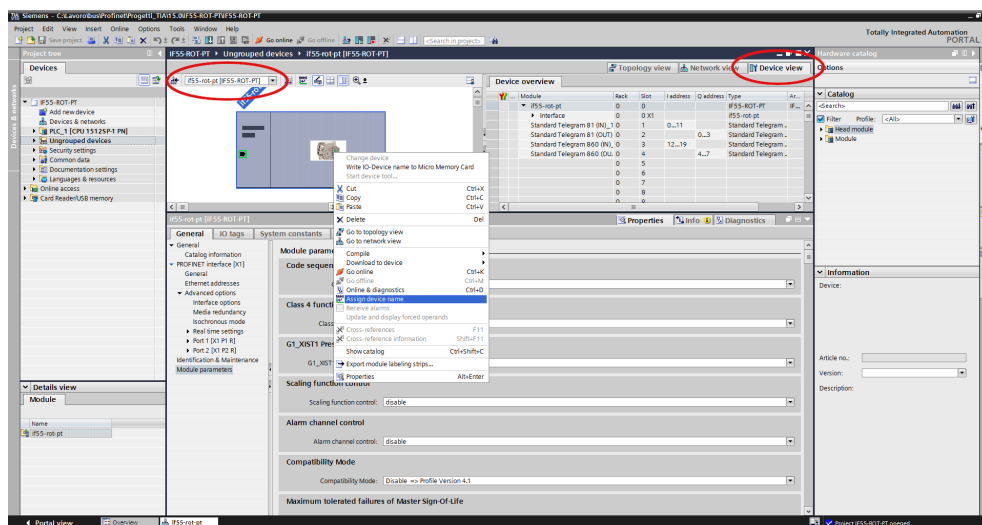 Siemens - C:\Lavoro\bus\Profinet\Progetti_TIA\15.0\IF55-ROT-PT\IF55-ROT-PT
Project Edit View Insert Online Options Tools Window Help
Totally Integrated Automation
PORTAL
Save project
Go online
Go offline
<Search in project>
Project tree
IF55-ROT-PT
Ungrouped devices
if55-rot-pt [IF55-ROT-PT]
Hardware catalog
Devices
Topology view
Network view
Device view
Options
if55-rot-pt [IF55-ROT-PT]
Device overview
Devices & networks
IF55-ROT-PT
Add new device
Devices & networks
PLC_1 [CPU 1512SP-1 PN]
Ungrouped devices
Security settings
Common data
Documentation settings
Languages & resources
Online access
Card Reader/USB memory
... Module Rack Slot I address Q address Type Ar...
if55-rot-pt 0 0 IF55-ROT-PT IF...
Interface 0 0 X1 if55-rot-pt
Standard Telegram 81 (IN)_1 0 1 0...11 Standard Telegram .
Standard Telegram 81 (OUT) 0 2 0...3 Standard Telegram .
Standard Telegram 860 (IN)_ 0 3 12...19 Standard Telegram .
Standard Telegram 860 (OU. 0 4 4...7 Standard Telegram .
0 5
0 6
0 7
0 8
0 9
Catalog
<Search>
Filter Profile: <All>
Head module
Module
Change device
Write IO-Device name to Micro Memory Card
Start device tool...
Cut Ctrl+X
Copy Ctrl+C
Paste Ctrl+V
Delete Del
Go to topology view
Go to network view
Compile
Download to device
Go online Ctrl+K
Go offline Ctrl+M
Online & diagnostics Ctrl+D
Assign device name
Receive alarms
Update and display forced operands
Cross-references F11
Cross-reference information Shift+F11
Show catalog Ctrl+Shift+C
Export module labeling strips...
Properties Alt+Enter
if55-rot-pt [IF55-ROT-PT]
Properties
Info
Diagnostics
General IO tags System constants
General
Catalog information
PROFINET interface [X1]
General
Ethernet addresses
Advanced options
Interface options
Media redundancy
Isochronous mode
Real time settings
Port 1 [X1 P1 R]
Port 2 [X1 P2 R]
Identification & Maintenance
Module parameters
Module parame
Code sequen
Class 4 functi
Class
G1_XIST1 Pres
G1_XIST
Scaling function control
Scaling function control: disable
Alarm channel control
Alarm channel control: disable
Compatibility Mode
Compatibility Mode: Disable => Profile Version 4.1
Maximum tolerated failures of Master Sign-Of-Life
Information
Device:
Article no.:
Version:
Description:
Details view
Module
Name
if55-rot-pt
Portal view
Overview
if55-rot-pt
Project IF55-ROT-PT opened